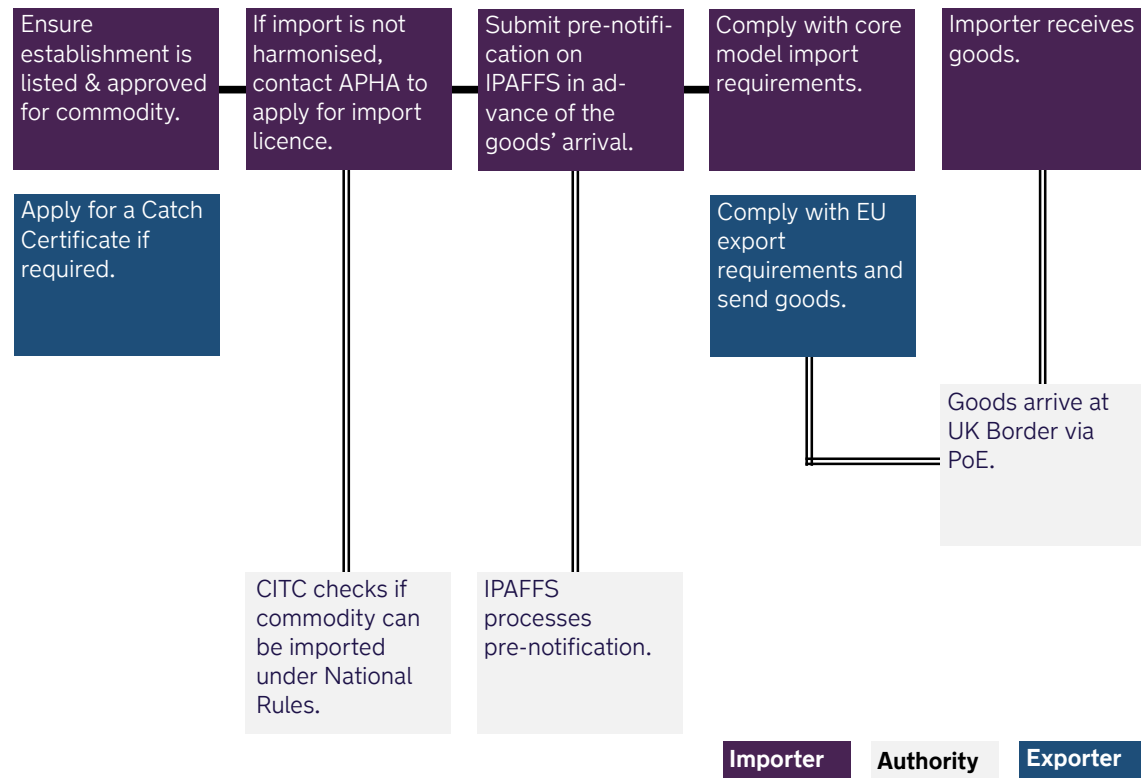 Ensure
establishment is
listed & approved
for commodity.
If import is not
harmonised,
contact APHA to
apply for import
licence.
Submit pre-notifi-
cation on
IPAFFS in ad-
vance of the
goods’ arrival.
Comply with core
model import
requirements.
Importer receives
goods.
Apply for a Catch
Certificate if
required.
Comply with EU
export
requirements and
send goods.
Goods arrive at
UK Border via
PoE.
CITC checks if
commodity can
be imported
under National
Rules.
IPAFFS
processes
pre-notification.
Importer
Authority
Exporter